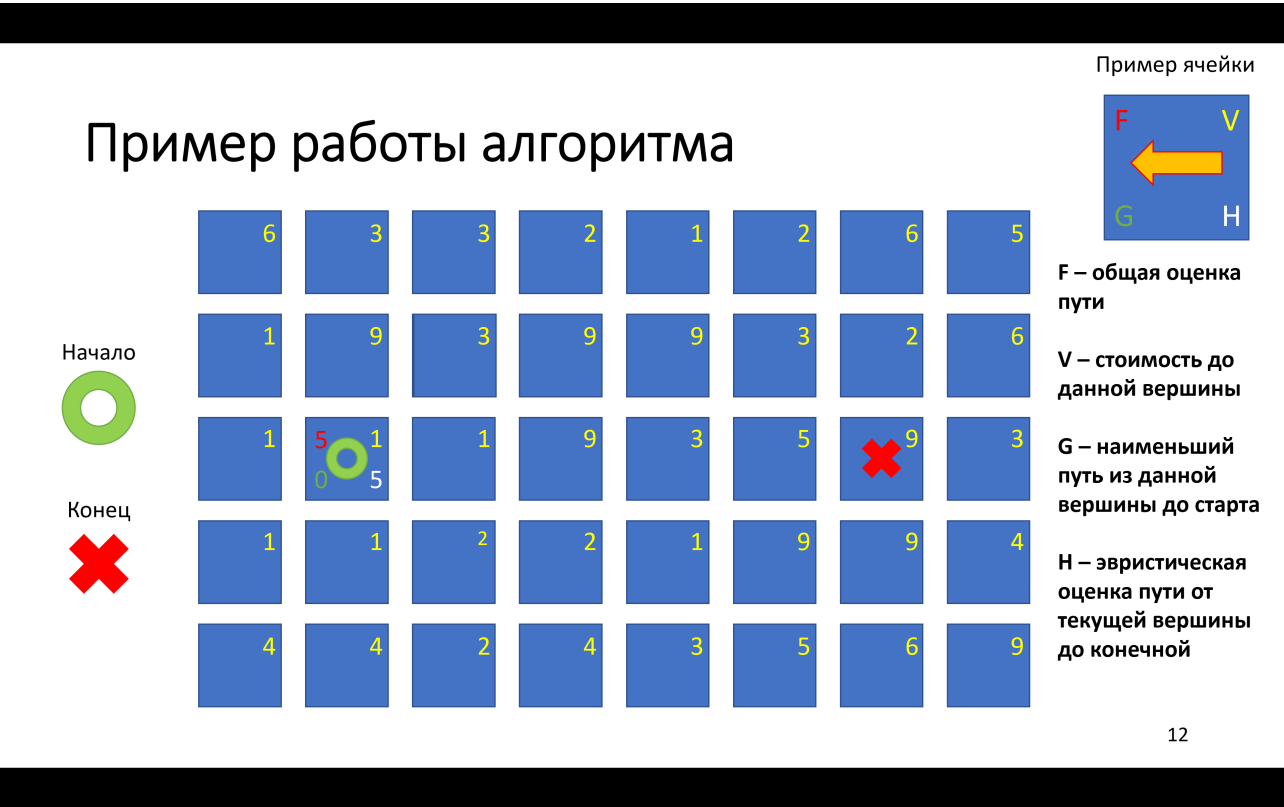 Пример ячейки
F V
G H
Пример работы алгоритма
6 3 3 2 1 2 6 5
1 9 3 9 9 3 2 6
1 5 1 1 9 3 5 9 3
0 5
1 1 2 2 1 9 9 4
4 4 2 4 3 5 6 9
Начало
Конец
F – общая оценка
пути
V – стоимость до
данной вершины
G – наименьший
путь из данной
вершины до старта
H – эвристическая
оценка пути от
текущей вершины
до конечной
12